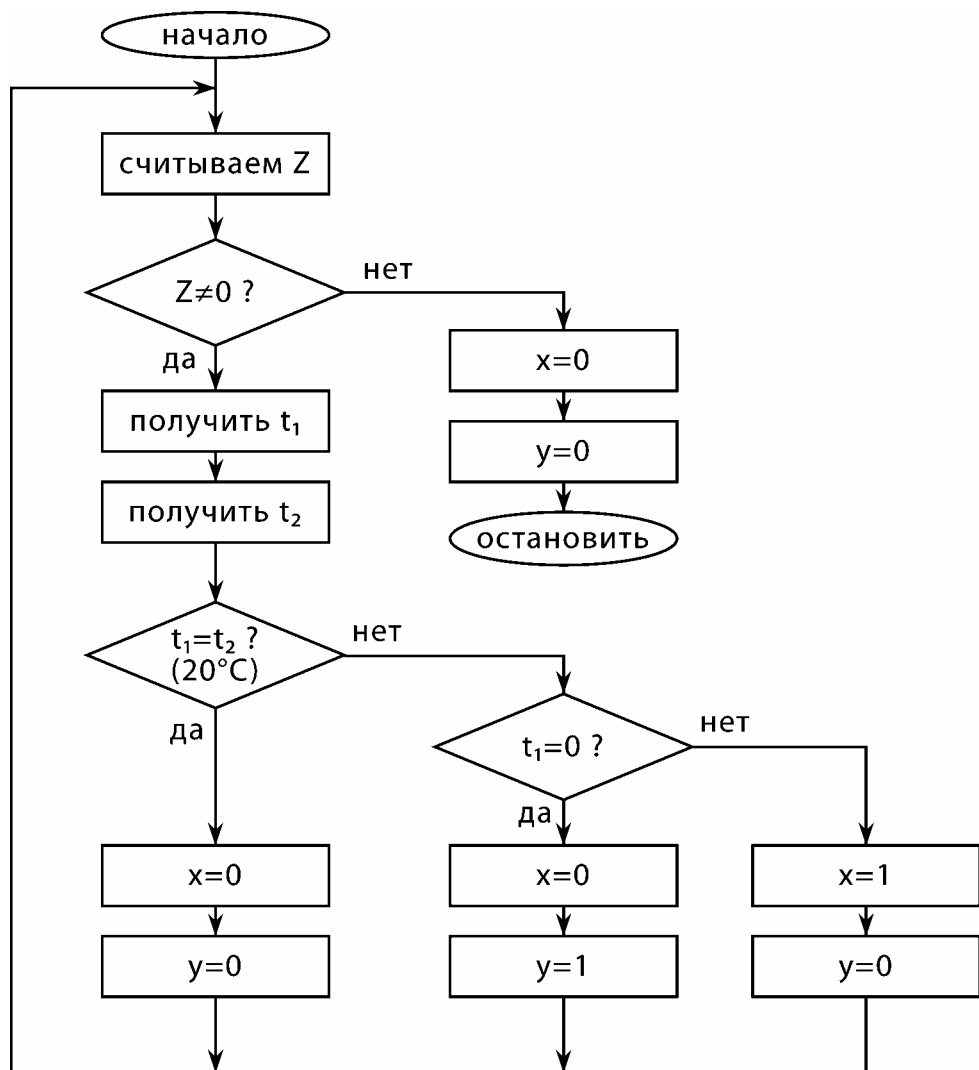 начало
считываем Z
Z≠0 ?
нет
да
x=0
получить t₁
y=0
получить t₂
остановить
t₁=t₂ ?
(20°C)
нет
да
t₁=0 ?
нет
да
x=0
x=0
x=1
y=0
y=1
y=0